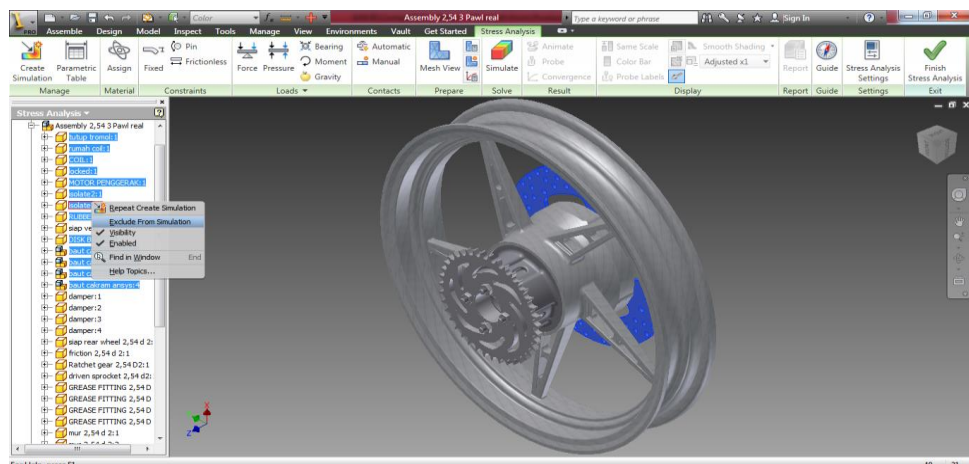 Color
Assembly 2,54 3 Pawl real
Type a keyword or phrase
Sign In
PRO
Assemble Design Model Inspect Tools Manage View Environments Vault Get Started Stress Analysis
Create Simulation
Parametric Table
Assign
Fixed
Pin
Frictionless
Force
Pressure
Bearing
Moment
Gravity
Automatic
Manual
Mesh View
Simulate
Animate
Probe
Convergence
Same Scale
Color Bar
Probe Labels
Smooth Shading
Adjusted x1
Report
Guide
Stress Analysis Settings
Finish Stress Analysis
Manage Material Constraints Loads Contacts Prepare Solve Result Display Report Guide Settings Exit
Stress Analysis
Assembly 2,54 3 Pawl real
tutup tromol:1
rumah coil:1
COIL:1
locked:1
MOTOR PENGGERAK:1
isolate2:1
isolate
RUBBE
siap ve
DISK B
baut c
baut c
baut c
baut cakram ansys:4
damper:1
damper:2
damper:3
damper:4
siap rear wheel 2,54 d 2:
friction 2,54 d 2:1
Ratchet gear 2,54 D2:1
driven sprocket 2,54 d2:
GREASE FITTING 2,54 D
GREASE FITTING 2,54 D
GREASE FITTING 2,54 D
GREASE FITTING 2,54 D
mur 2,54 d 2:1
Repeat Create Simulation
Exclude From Simulation
Visibility
Enabled
Find in Window End
Help Topics...